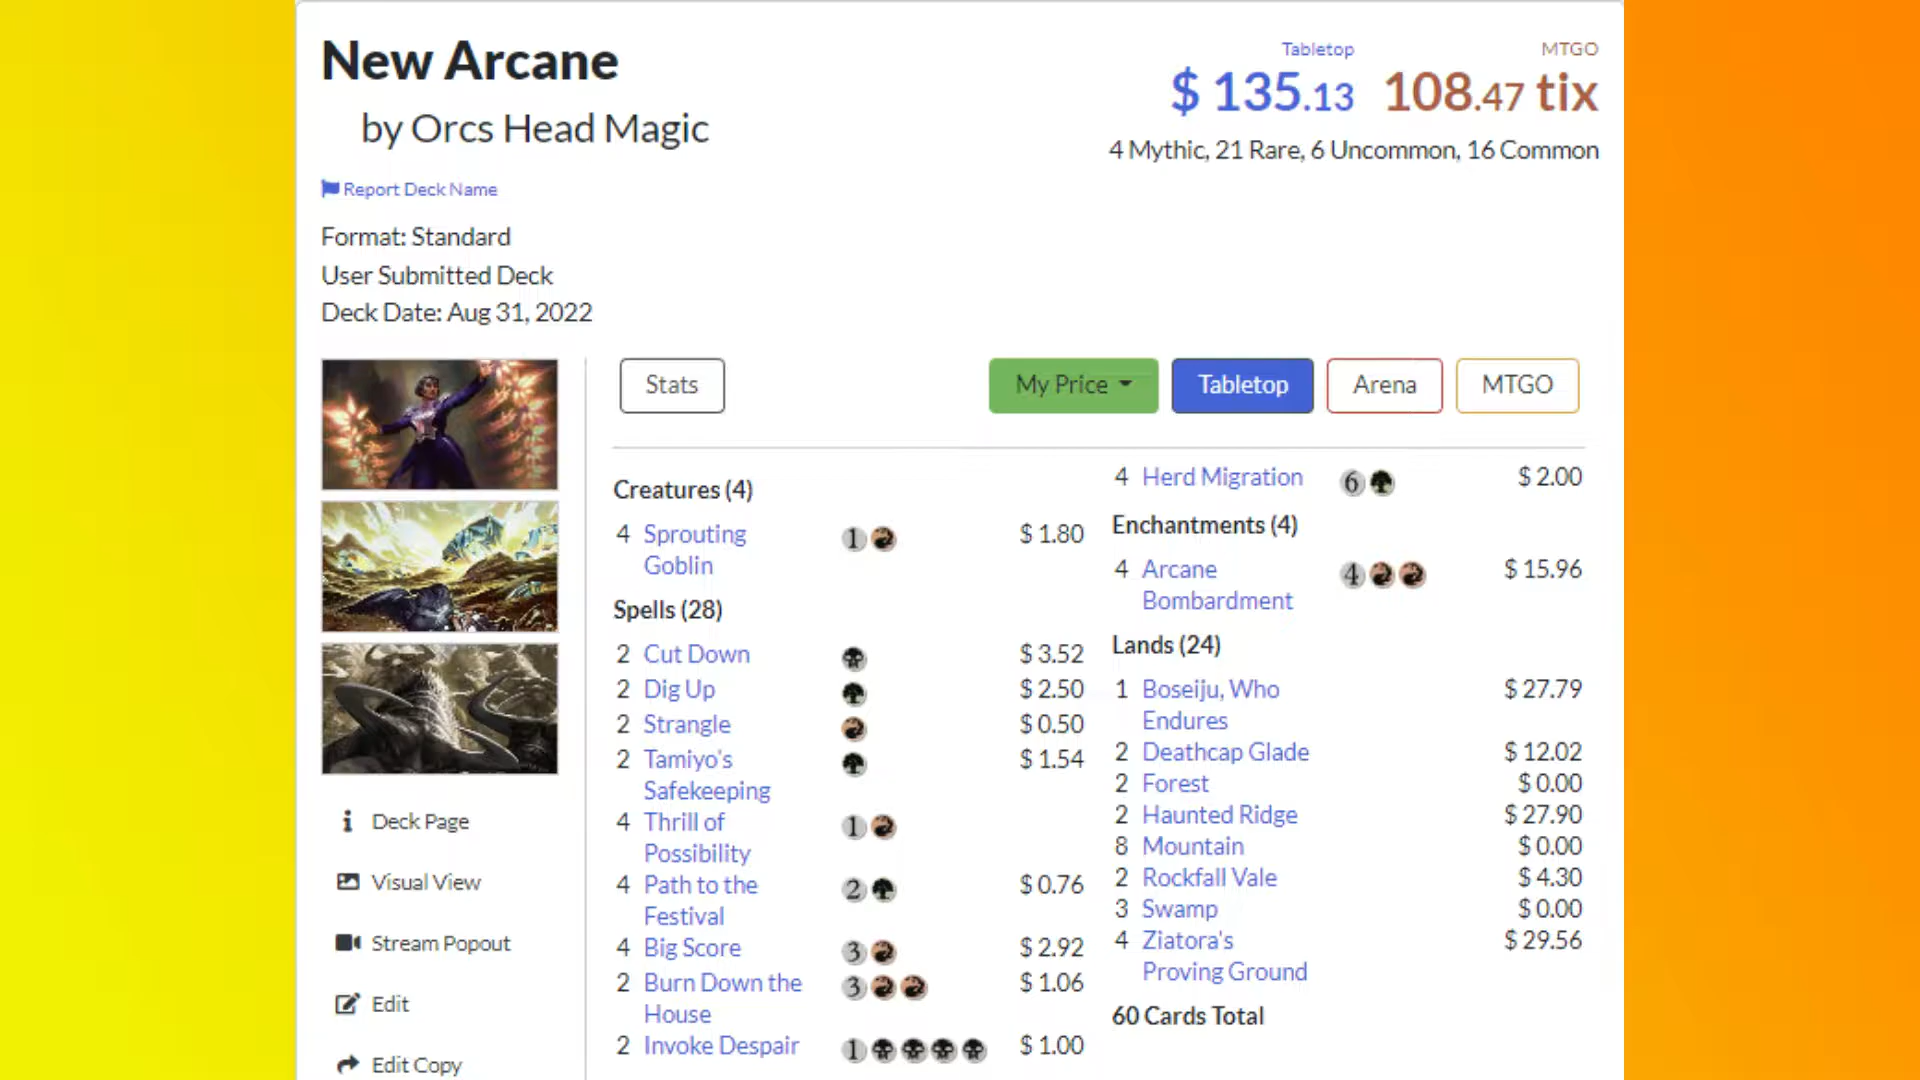 New Arcane
by Orcs Head Magic
Report Deck Name
Format: Standard
User Submitted Deck
Deck Date: Aug 31, 2022
Tabletop
$ 135.13
MTGO
108.47 tix
4 Mythic, 21 Rare, 6 Uncommon, 16 Common
Stats
My Price
Tabletop
Arena
MTGO
Deck Page
Visual View
Stream Popout
Edit
Edit Copy
Creatures (4)
4 Sprouting 1 $ 1.80
Goblin
Spells (28)
2 Cut Down $ 3.52
2 Dig Up $ 2.50
2 Strangle $ 0.50
2 Tamiyo's $ 1.54
Safekeeping
4 Thrill of 1
Possibility
4 Path to the 2 $ 0.76
Festival
4 Big Score 3 $ 2.92
2 Burn Down the 3 $ 1.06
House
2 Invoke Despair 1 $ 1.00
4 Herd Migration 6 $ 2.00
Enchantments (4)
4 Arcane 4 $ 15.96
Bombardment
Lands (24)
1 Boseiju, Who $ 27.79
Endures
2 Deathcap Glade $ 12.02
2 Forest $ 0.00
2 Haunted Ridge $ 27.90
8 Mountain $ 0.00
2 Rockfall Vale $ 4.30
3 Swamp $ 0.00
4 Ziatora's $ 29.56
Proving Ground
60 Cards Total